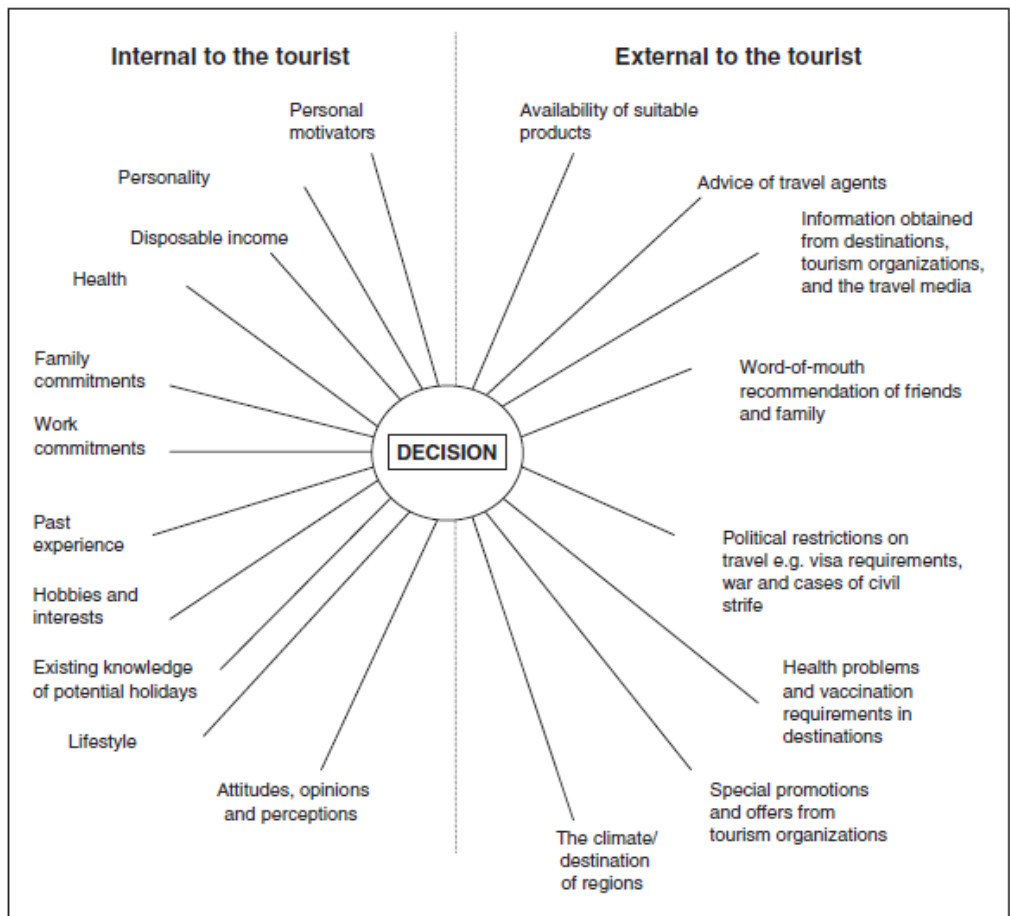 Internal to the tourist
External to the tourist
Personal
motivators
Personality
Disposable income
Health
Family
commitments
Work
commitments
Past
experience
Hobbies and
interests
Existing knowledge
of potential holidays
Lifestyle
Attitudes, opinions
and perceptions
DECISION
Availability of suitable
products
Advice of travel agents
Information obtained
from destinations,
tourism organizations,
and the travel media
Word-of-mouth
recommendation of friends
and family
Political restrictions on
travel e.g. visa requirements,
war and cases of civil
strife
Health problems
and vaccination
requirements in
destinations
Special promotions
and offers from
tourism organizations
The climate/
destination
of regions